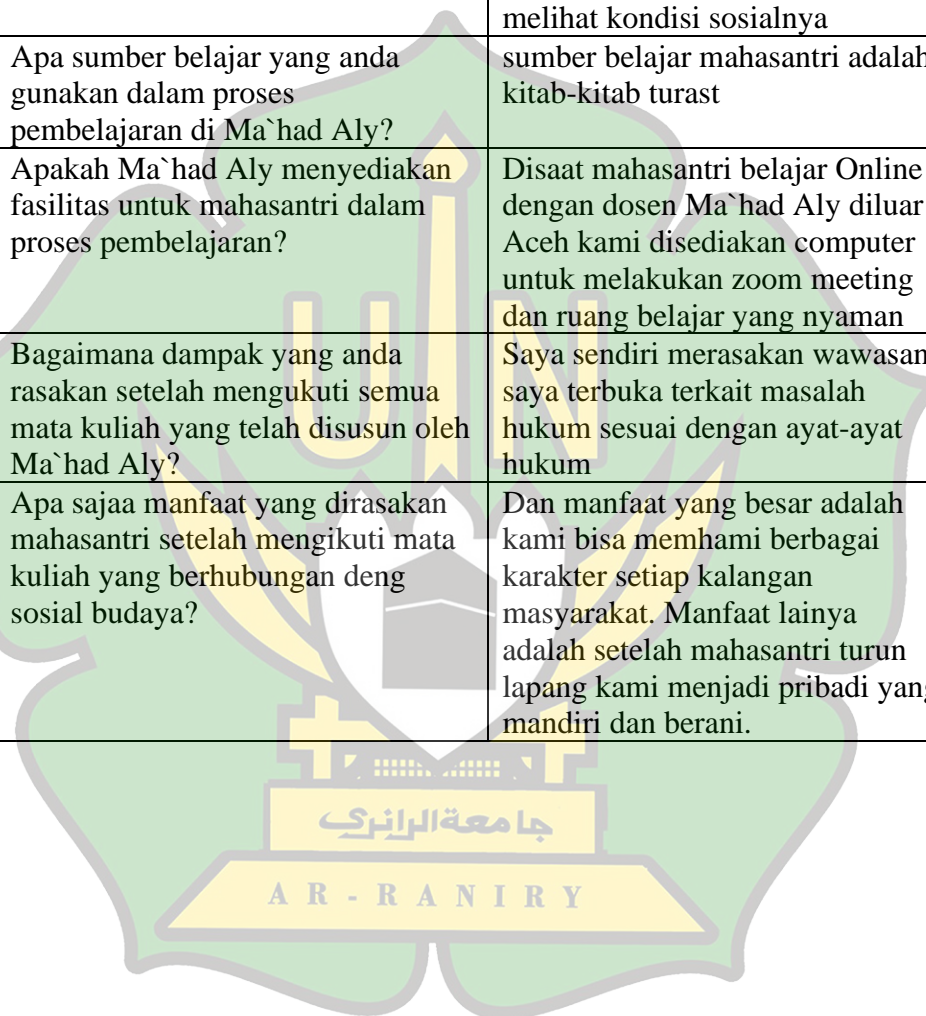 melihat kondisi sosialnya
Apa sumber belajar yang anda
gunakan dalam proses
pembelajaran di Ma`had Aly?
sumber belajar mahasantri adalah
kitab-kitab turast
Apakah Ma`had Aly menyediakan
fasilitas untuk mahasantri dalam
proses pembelajaran?
Disaat mahasantri belajar Online
dengan dosen Ma`had Aly diluar
Aceh kami disediakan computer
untuk melakukan zoom meeting
dan ruang belajar yang nyaman
Bagaimana dampak yang anda
rasakan setelah mengukuti semua
mata kuliah yang telah disusun oleh
Ma`had Aly?
Saya sendiri merasakan wawasan
saya terbuka terkait masalah
hukum sesuai dengan ayat-ayat
hukum
Apa sajaa manfaat yang dirasakan
mahasantri setelah mengikuti mata
kuliah yang berhubungan deng
sosial budaya?
Dan manfaat yang besar adalah
kami bisa memhami berbagai
karakter setiap kalangan
masyarakat. Manfaat lainya
adalah setelah mahasantri turun
lapang kami menjadi pribadi yang
mandiri dan berani.
UIN
جامعة الرانري
AR-RANIRY